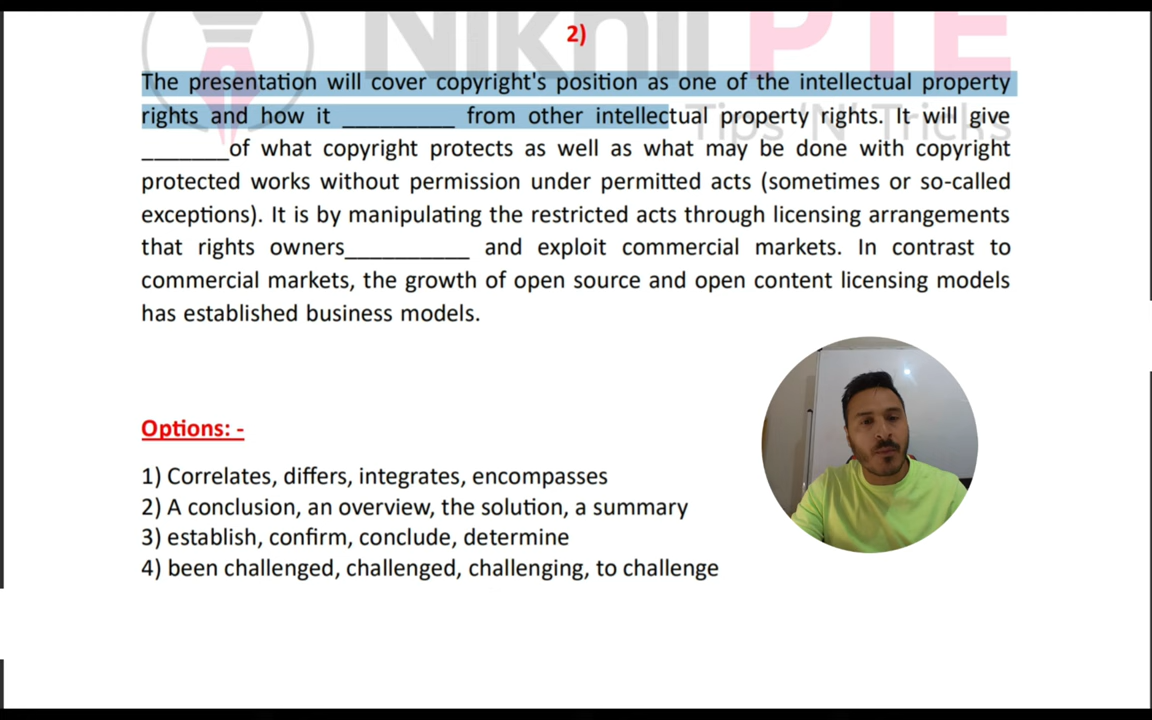 Nikhil PTE
2)
The presentation will cover copyright's position as one of the intellectual property
rights and how it __________ from other intellectual property rights. It will give
Tips 'N' Tricks
_______of what copyright protects as well as what may be done with copyright
protected works without permission under permitted acts (sometimes or so-called
exceptions). It is by manipulating the restricted acts through licensing arrangements
that rights owners___________ and exploit commercial markets. In contrast to
commercial markets, the growth of open source and open content licensing models
has established business models.
Options: -
1) Correlates, differs, integrates, encompasses
2) A conclusion, an overview, the solution, a summary
3) establish, confirm, conclude, determine
4) been challenged, challenged, challenging, to challenge